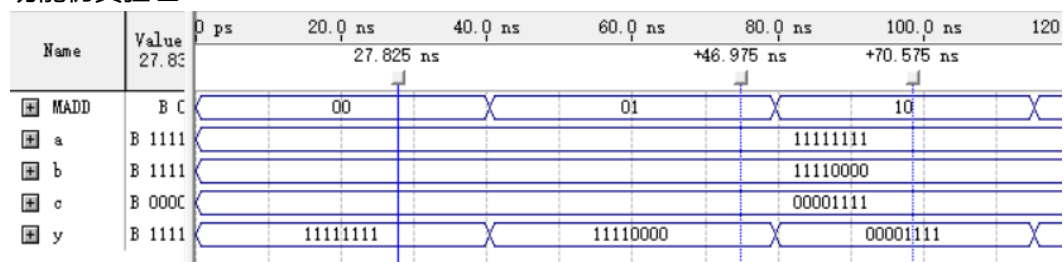 Name Value 27.83 0 ps 20.0 ns 40.0 ns 60.0 ns 80.0 ns 100.0 ns 120
27.825 ns +46.975 ns +70.575 ns
MADD B 00 01 10
a B 1111 11111111
b B 1111 11110000
c B 0000 00001111
y B 1111 11111111 11110000 00001111